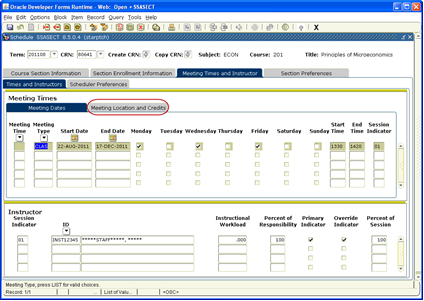 Oracle Developer Forms Runtime - Web: Open > SSASECT
File Edit Options Block Item Record Query Tools Help
Schedule SSASECT 8.5.0.4 (starptch)
Term: 201108 CRN: 80641 Create CRN: Copy CRN: Subject: ECON Course: 201 Title: Principles of Microeconomics
Course Section Information Section Enrollment Information Meeting Times and Instructor Section Preferences
Times and Instructors Scheduler Preferences
Meeting Times
Meeting Dates Meeting Location and Credits
Meeting Time Meeting Type Start Date End Date Monday Tuesday Wednesday Thursday Friday Saturday Sunday Start Time End Time Session Indicator
CLAS 22-AUG-2011 17-DEC-2011 1330 1420 01
Instructor
Session Indicator ID Instructional Workload Percent of Responsibility Primary Indicator Override Indicator Percent of Session
01 INST12345 *****STAFF*****, ***** .000 100 100
Meeting Type, press LIST for valid choices.
Record: 1/1 ... List of Valu... <OSC>